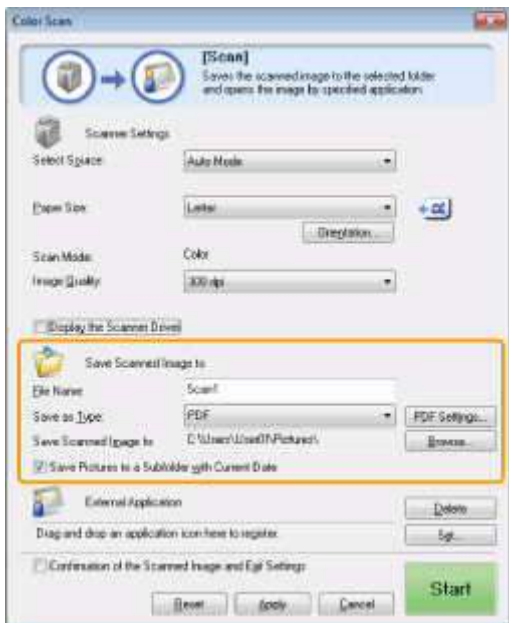 Color Scan
[Scan]
Saves the scanned image to the selected folder
and opens the image by specified application.
Scanner Settings
Select Source: Auto Mode
Paper Size: Letter
Orientation...
Scan Mode: Color
Image Quality: 300 dpi
Display the Scanner Driver
Save Scanned Image to
File Name: Scan1
Save as Type: PDF PDF Settings...
Save Scanned Image to C:\Users\User01\Pictures\ Browse...
Save Pictures to a Subfolder with Current Date
External Application Delete
Drag and drop an application icon here to register. Set...
Confirmation of the Scanned Image and Exif Settings
Start
Reset Apply Cancel